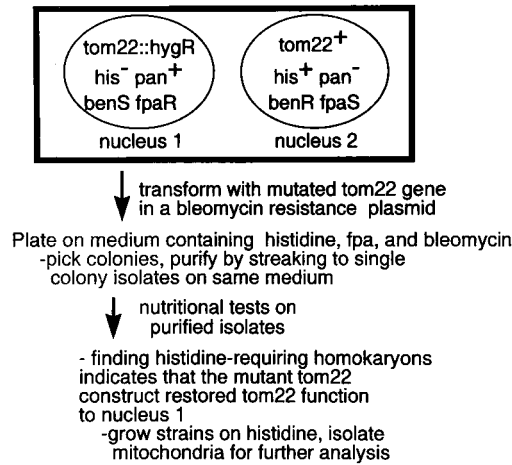 tom22::hygR
his⁻ pan⁺
benS fpaR
nucleus 1
tom22⁺
his⁺ pan⁻
benR fpaS
nucleus 2
transform with mutated tom22 gene
in a bleomycin resistance plasmid
Plate on medium containing histidine, fpa, and bleomycin
-pick colonies, purify by streaking to single
colony isolates on same medium
nutritional tests on
purified isolates
- finding histidine-requiring homokaryons
indicates that the mutant tom22
construct restored tom22 function
to nucleus 1
-grow strains on histidine, isolate
mitochondria for further analysis